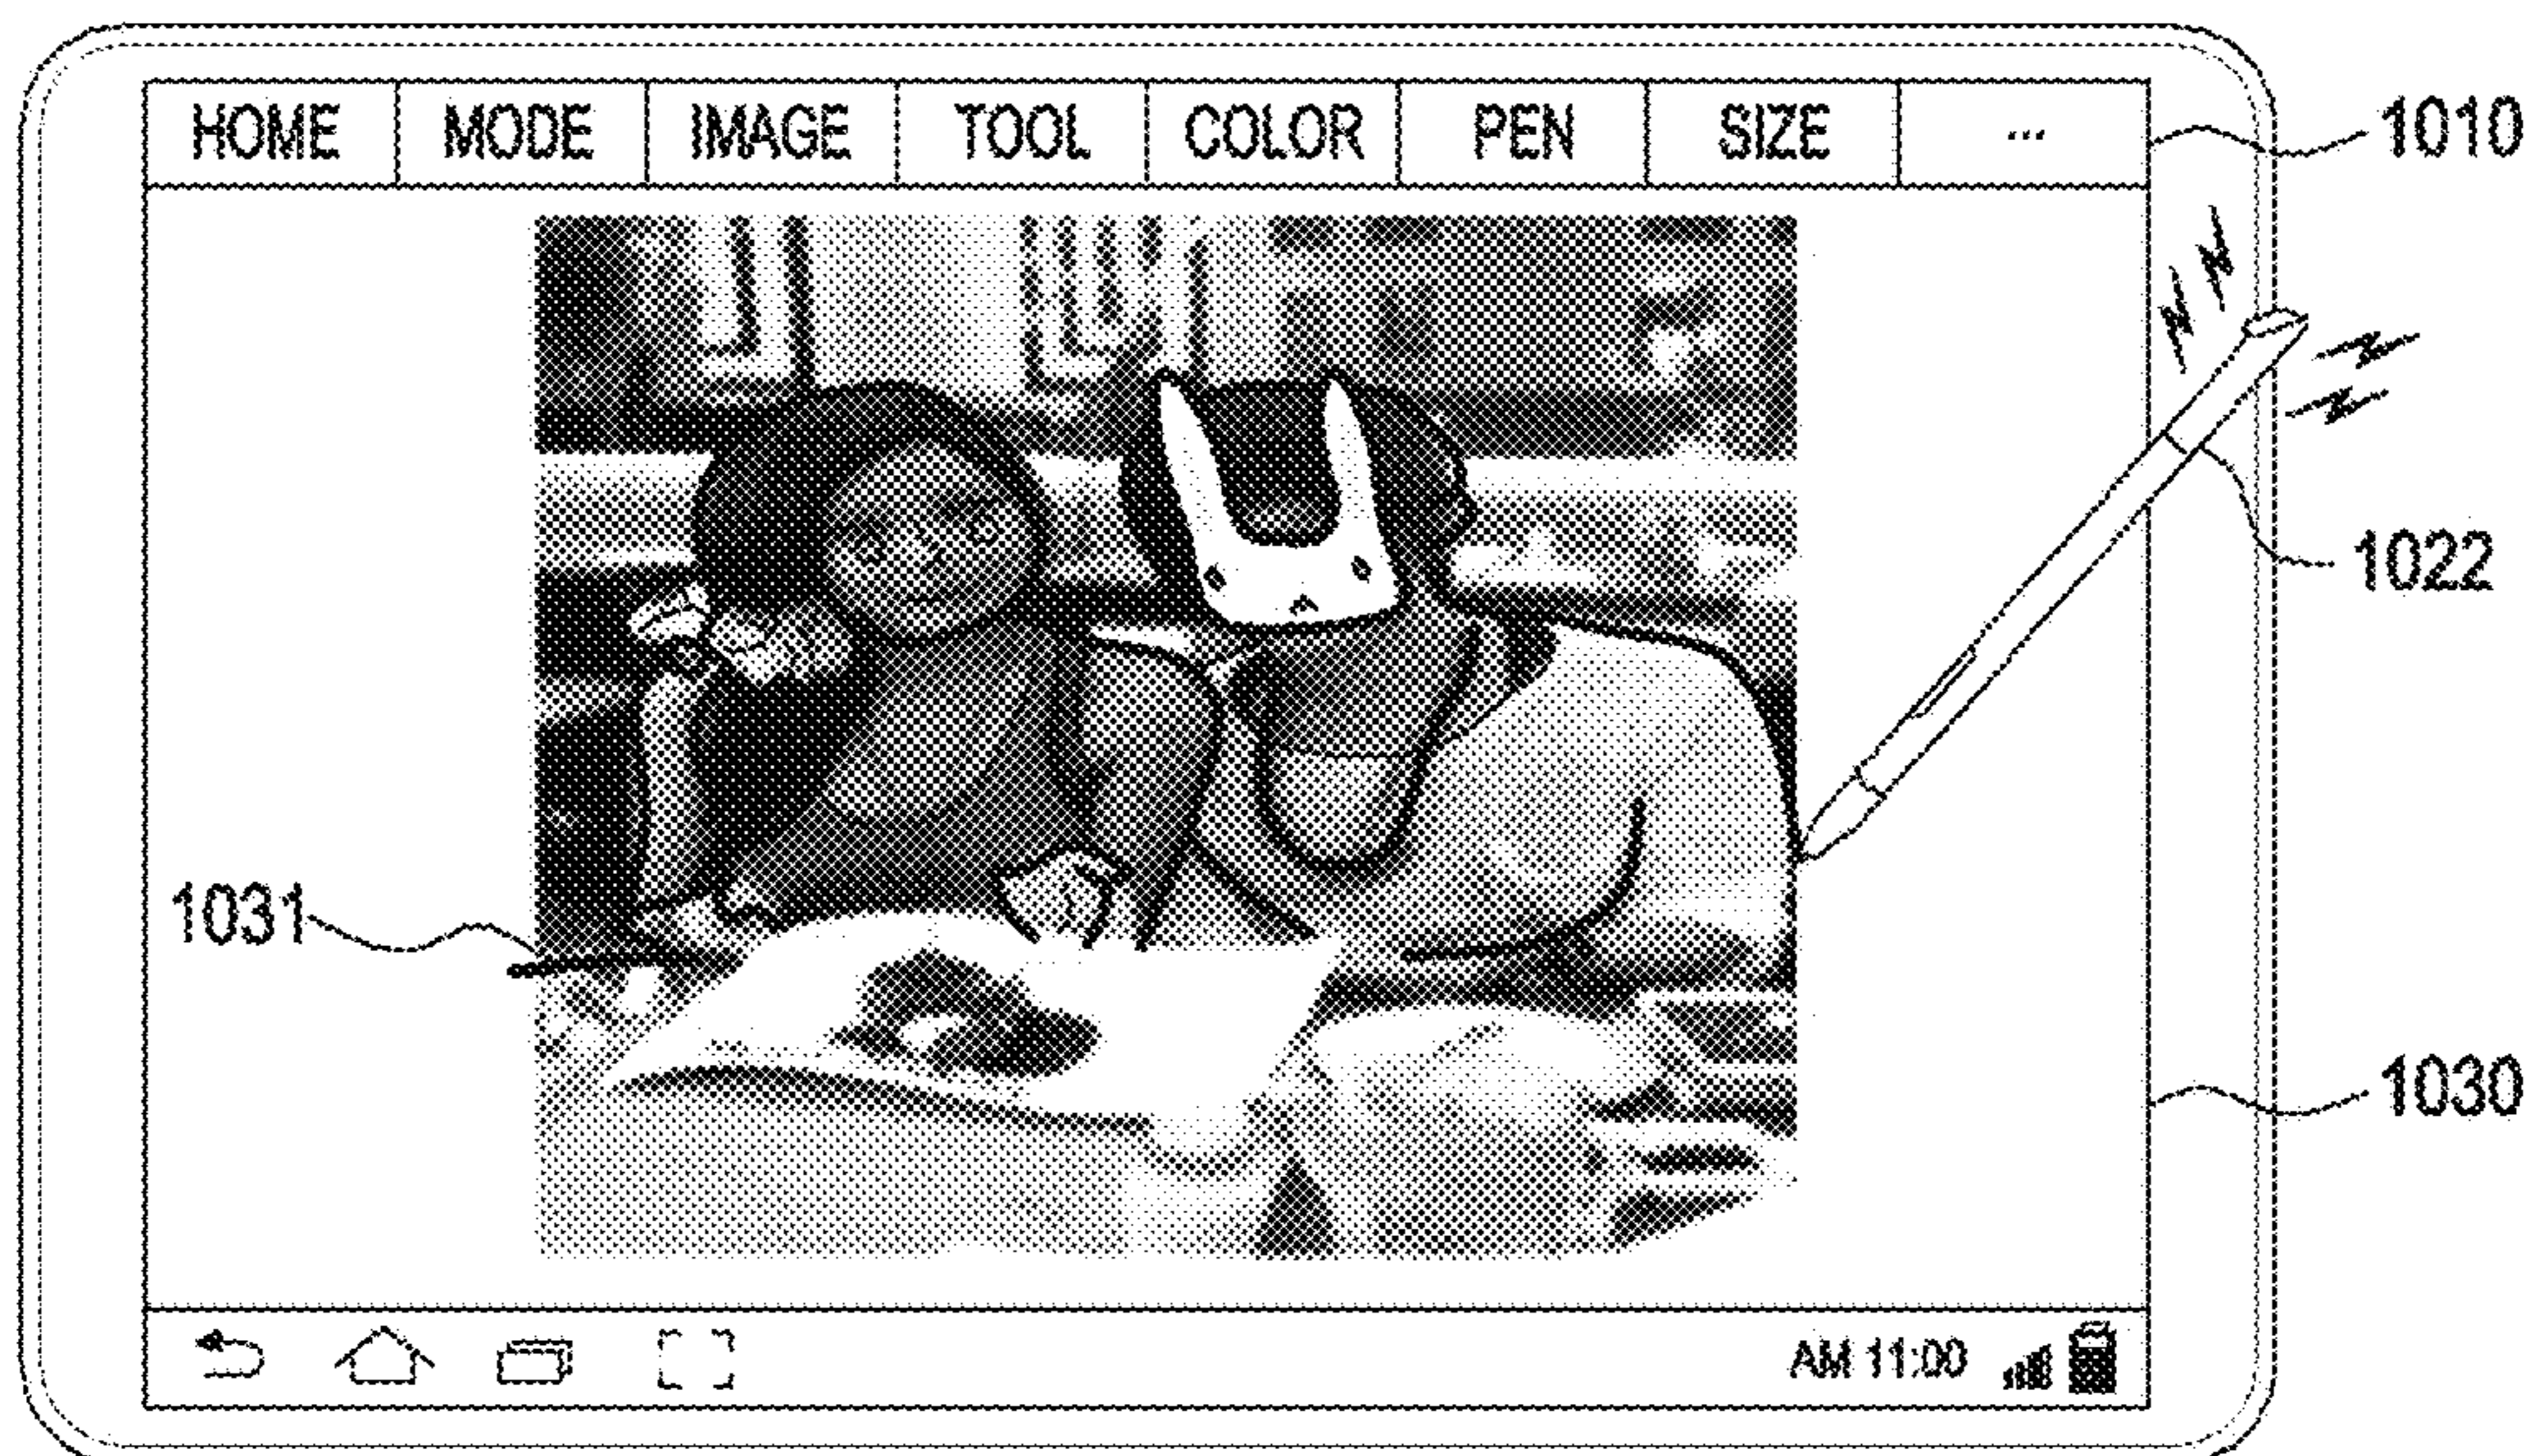 HOME MODE IMAGE TOOL COLOR PEN SIZE ...
1010
1022
1031
1030
AM 11:00